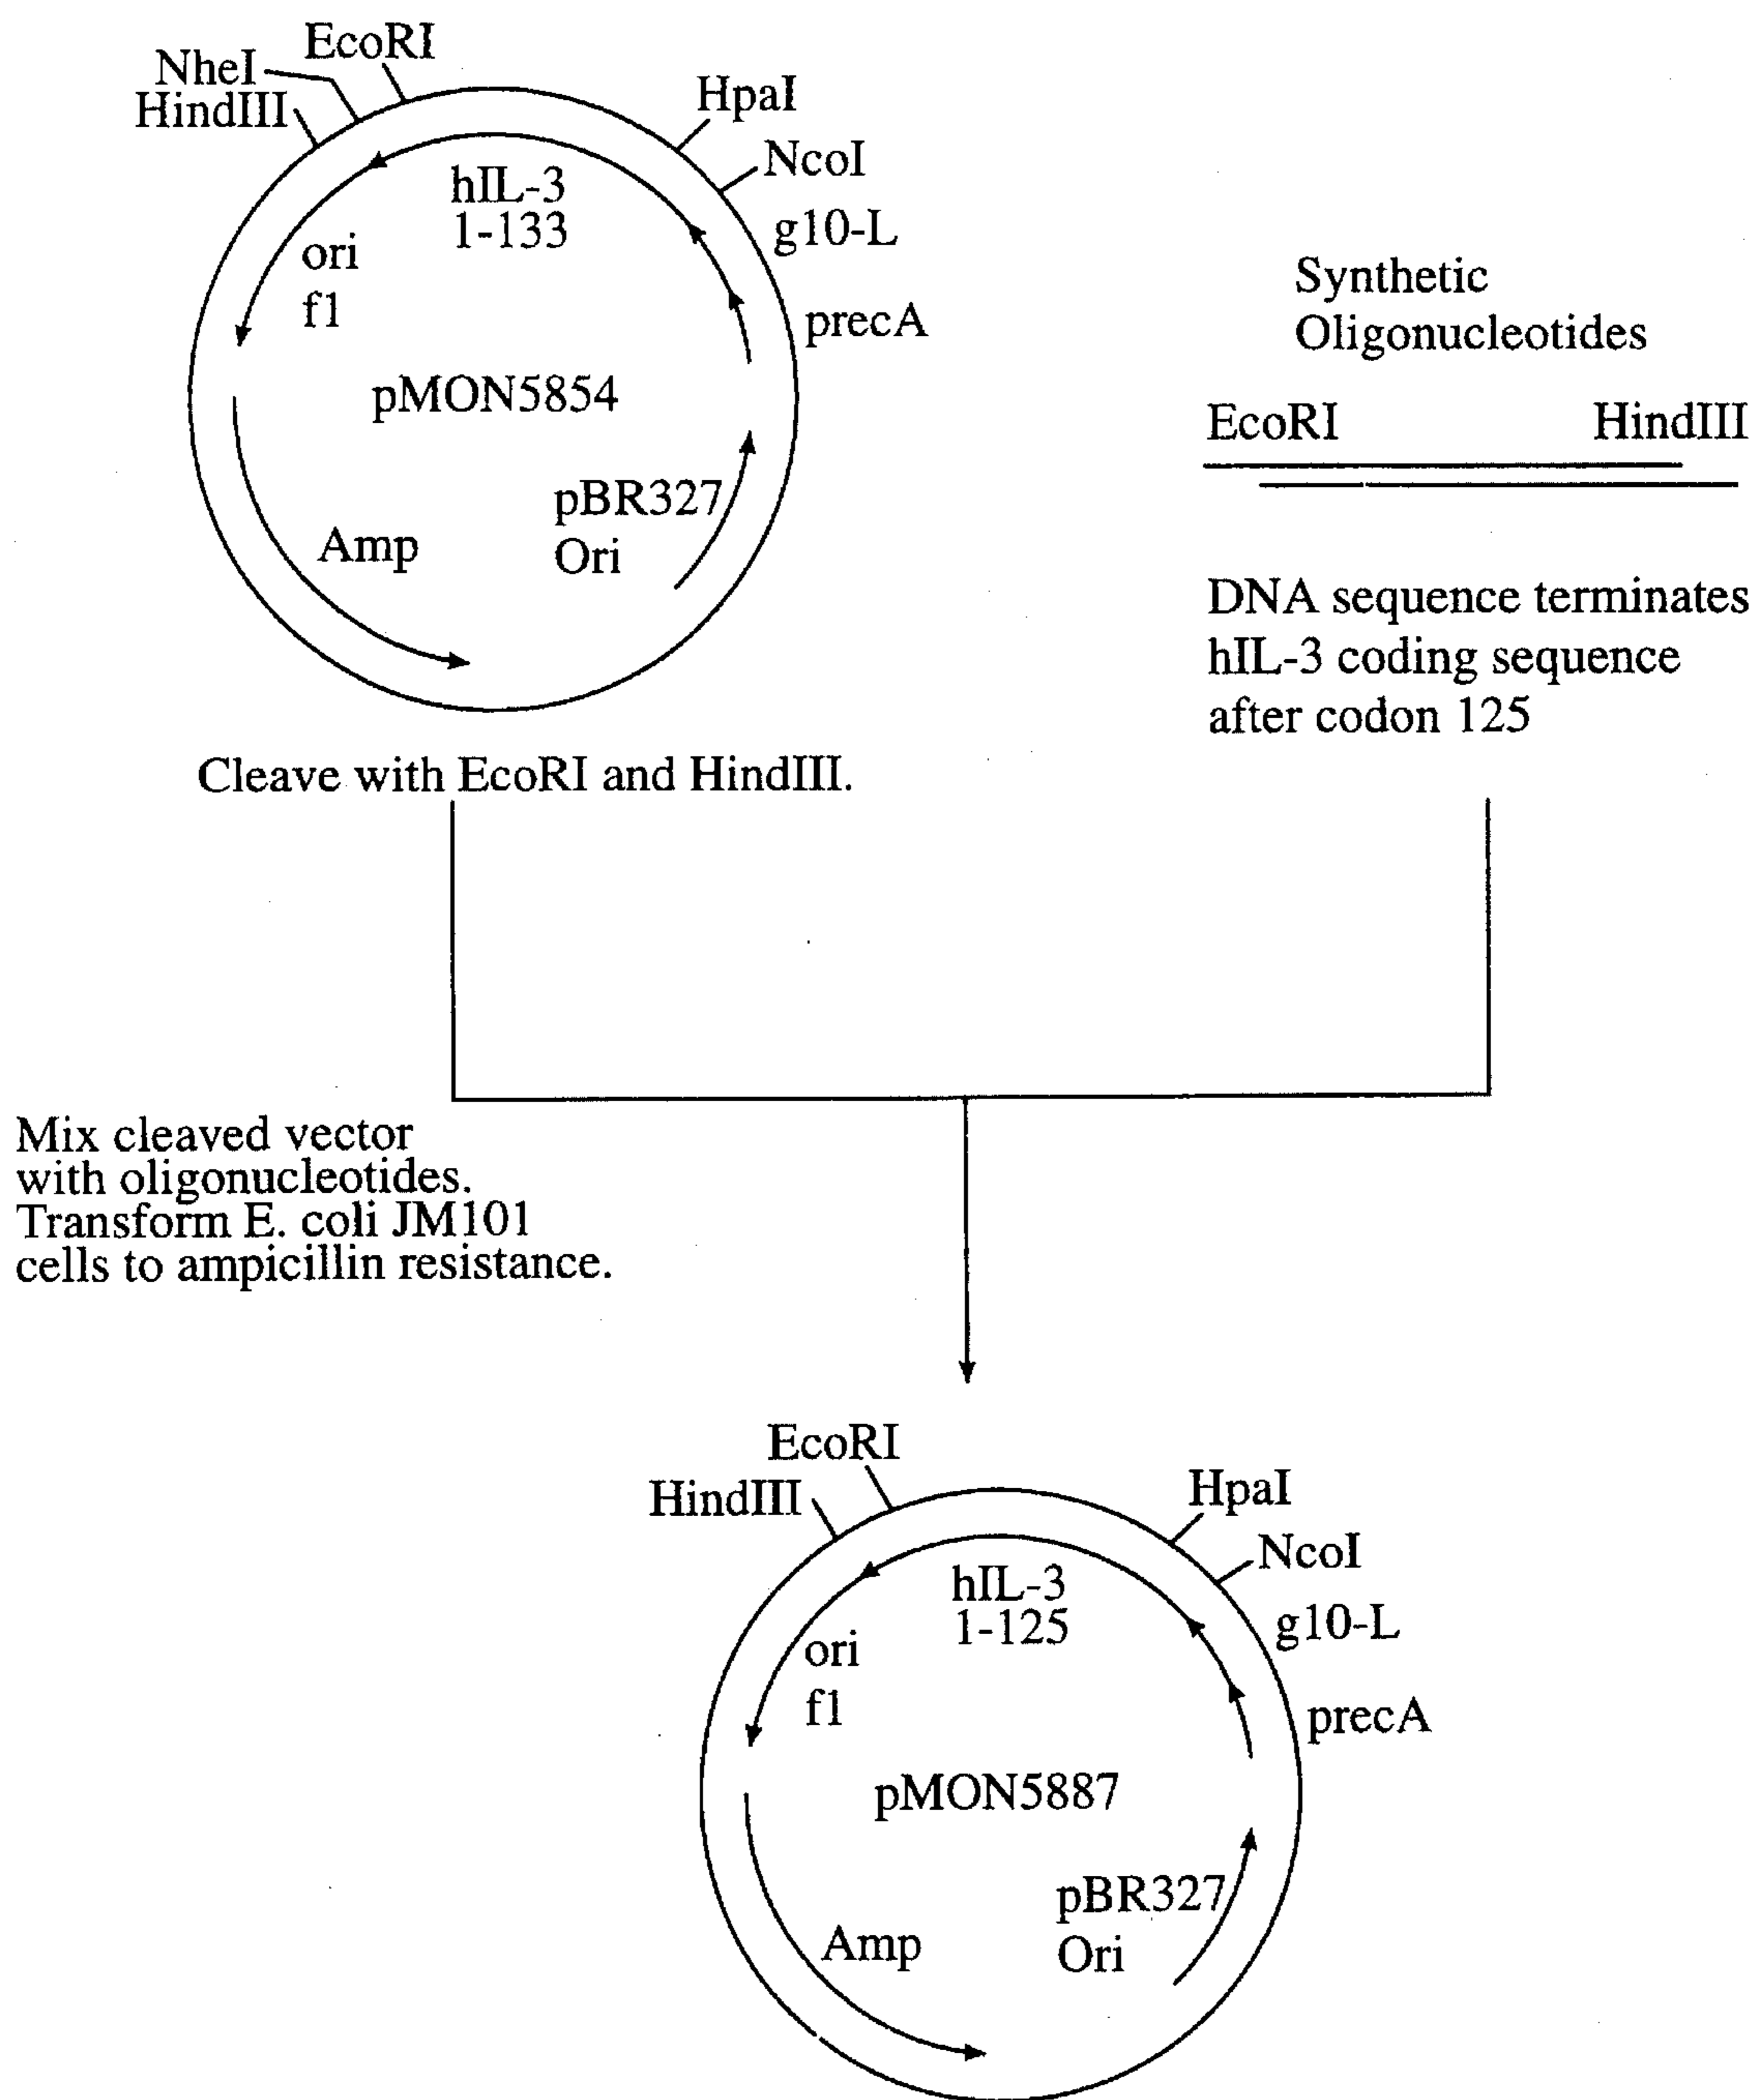 EcoRI
NheI
HindIII
HpaI
NcoI
hIL-3
1-133
g10-L
ori
f1
precA
pMON5854
pBR327
Ori
Amp
Cleave with EcoRI and HindIII.
Synthetic
Oligonucleotides
EcoRI HindIII
DNA sequence terminates
hIL-3 coding sequence
after codon 125
Mix cleaved vector
with oligonucleotides.
Transform E. coli JM101
cells to ampicillin resistance.
EcoRI
HindIII
HpaI
NcoI
hIL-3
1-125
g10-L
ori
f1
precA
pMON5887
pBR327
Ori
Amp